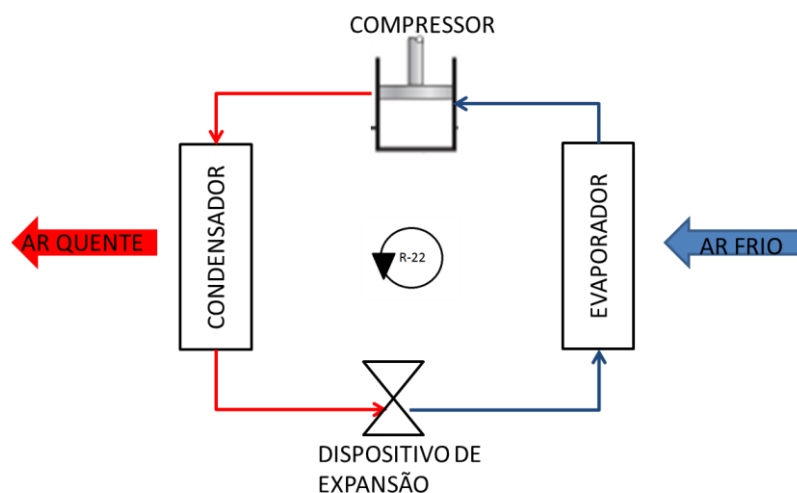 COMPRESSOR
CONDENSADOR
EVAPORADOR
AR QUENTE
R-22
AR FRIO
DISPOSITIVO DE
EXPANSÃO